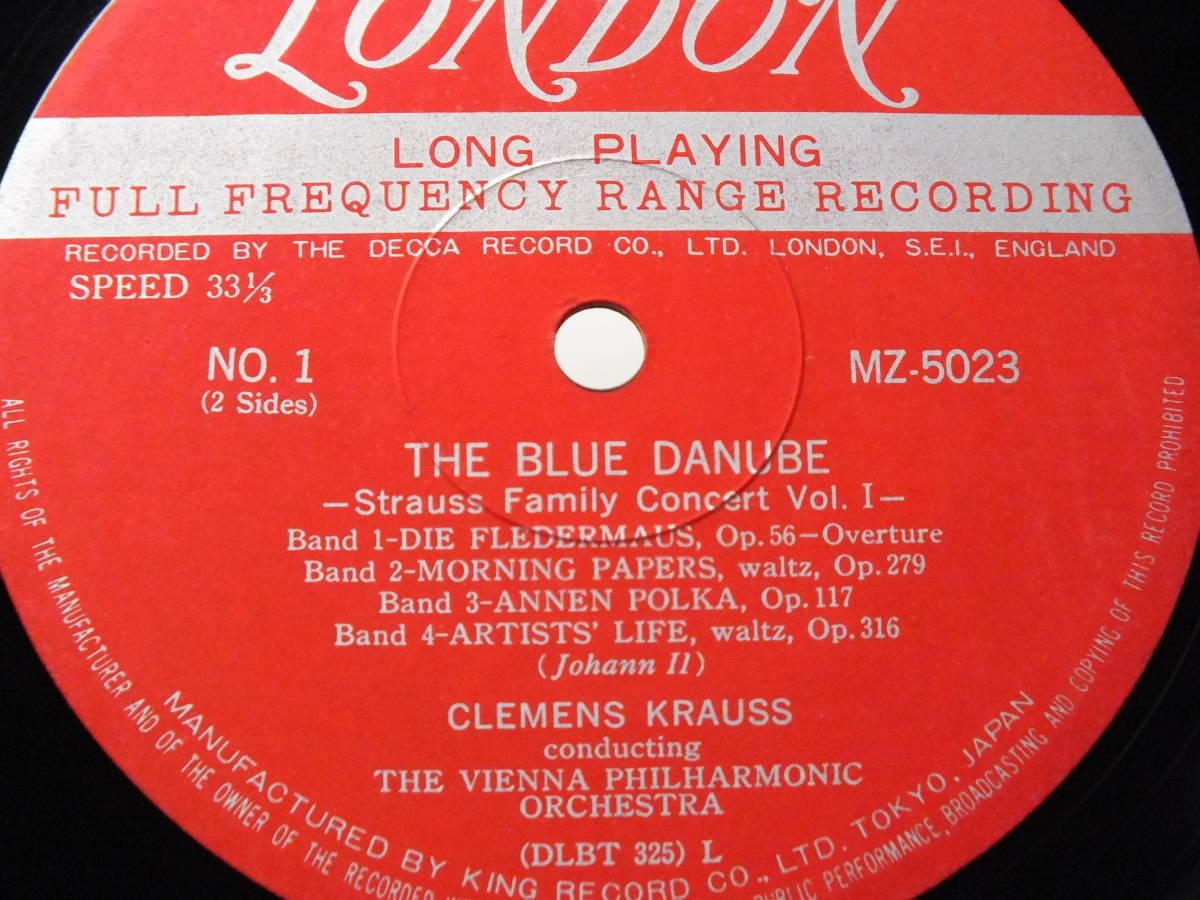 LONDON
LONG PLAYING
FULL FREQUENCY RANGE RECORDING
RECORDED BY THE DECCA RECORD CO., LTD. LONDON, S.E.I., ENGLAND
SPEED 33⅓
NO. 1
(2 Sides)
MZ-5023
THE BLUE DANUBE
—Strauss Family Concert Vol. I—
Band 1-DIE FLEDERMAUS, Op.56—Overture
Band 2-MORNING PAPERS, waltz, Op.279
Band 3-ANNEN POLKA, Op.117
Band 4-ARTISTS' LIFE, waltz, Op.316
(Johann II)
CLEMENS KRAUSS
conducting
THE VIENNA PHILHARMONIC
ORCHESTRA
(DLBT 325) L
MANUFACTURED BY KING RECORD CO., LTD. TOKYO, JAPAN
ALL RIGHTS OF THE MANUFACTURER AND OF THE OWNER OF THE RECORDED PUBLIC PERFORMANCE, BROADCASTING AND COPYING OF THIS RECORD PROHIBITED